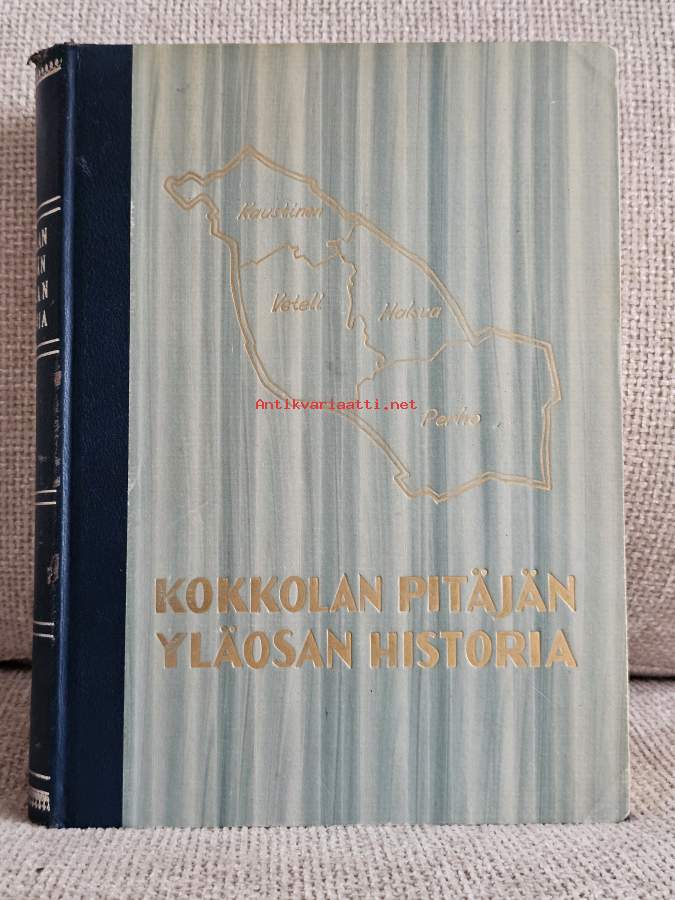 Kaustinen
Veteli
Halsua
Antikvariaatti.net
Perho
KOKKOLAN PITÄJÄN
YLÄOSAN HISTORIA